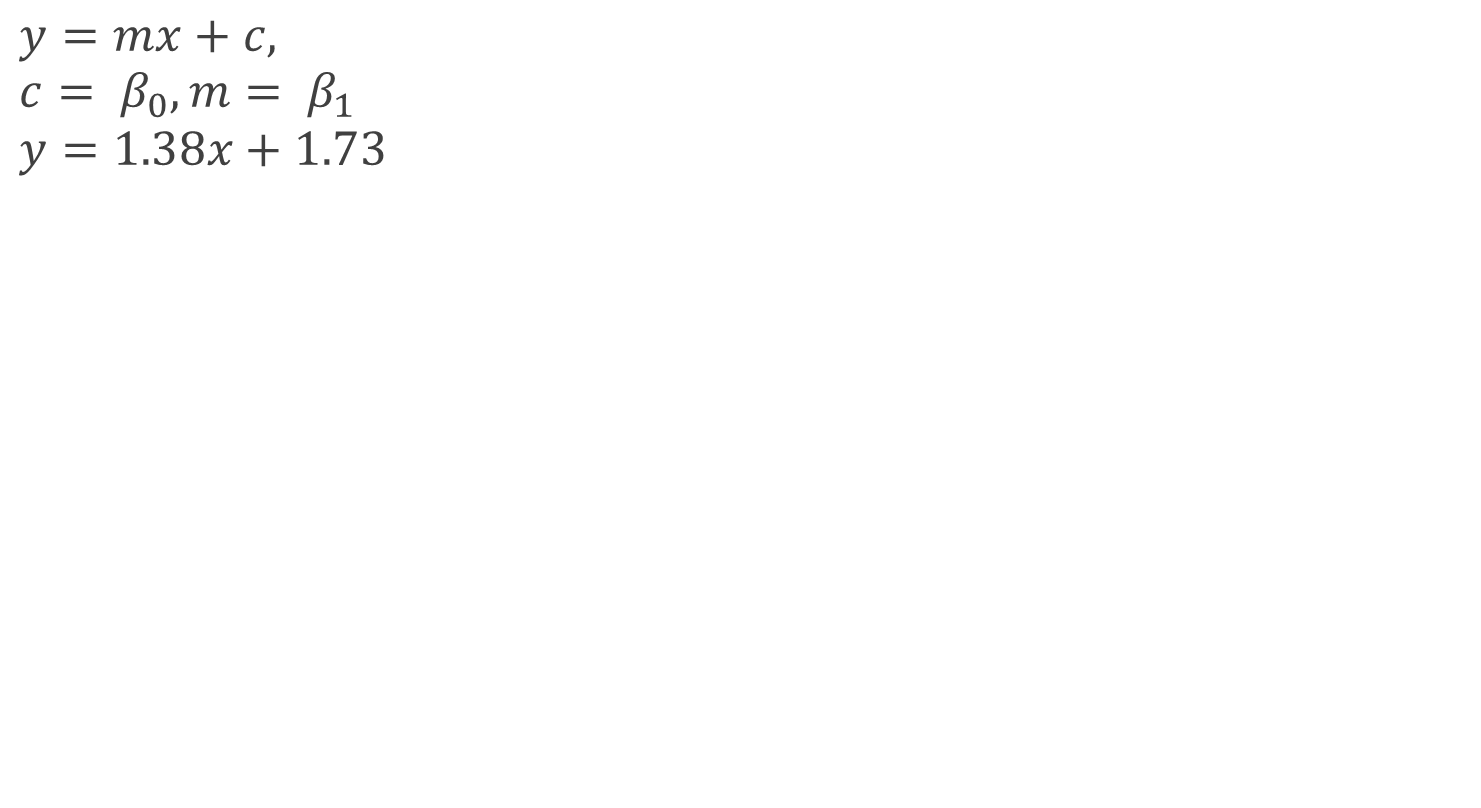 y = mx + c,
c = β₀, m = β₁
y = 1.38x + 1.73